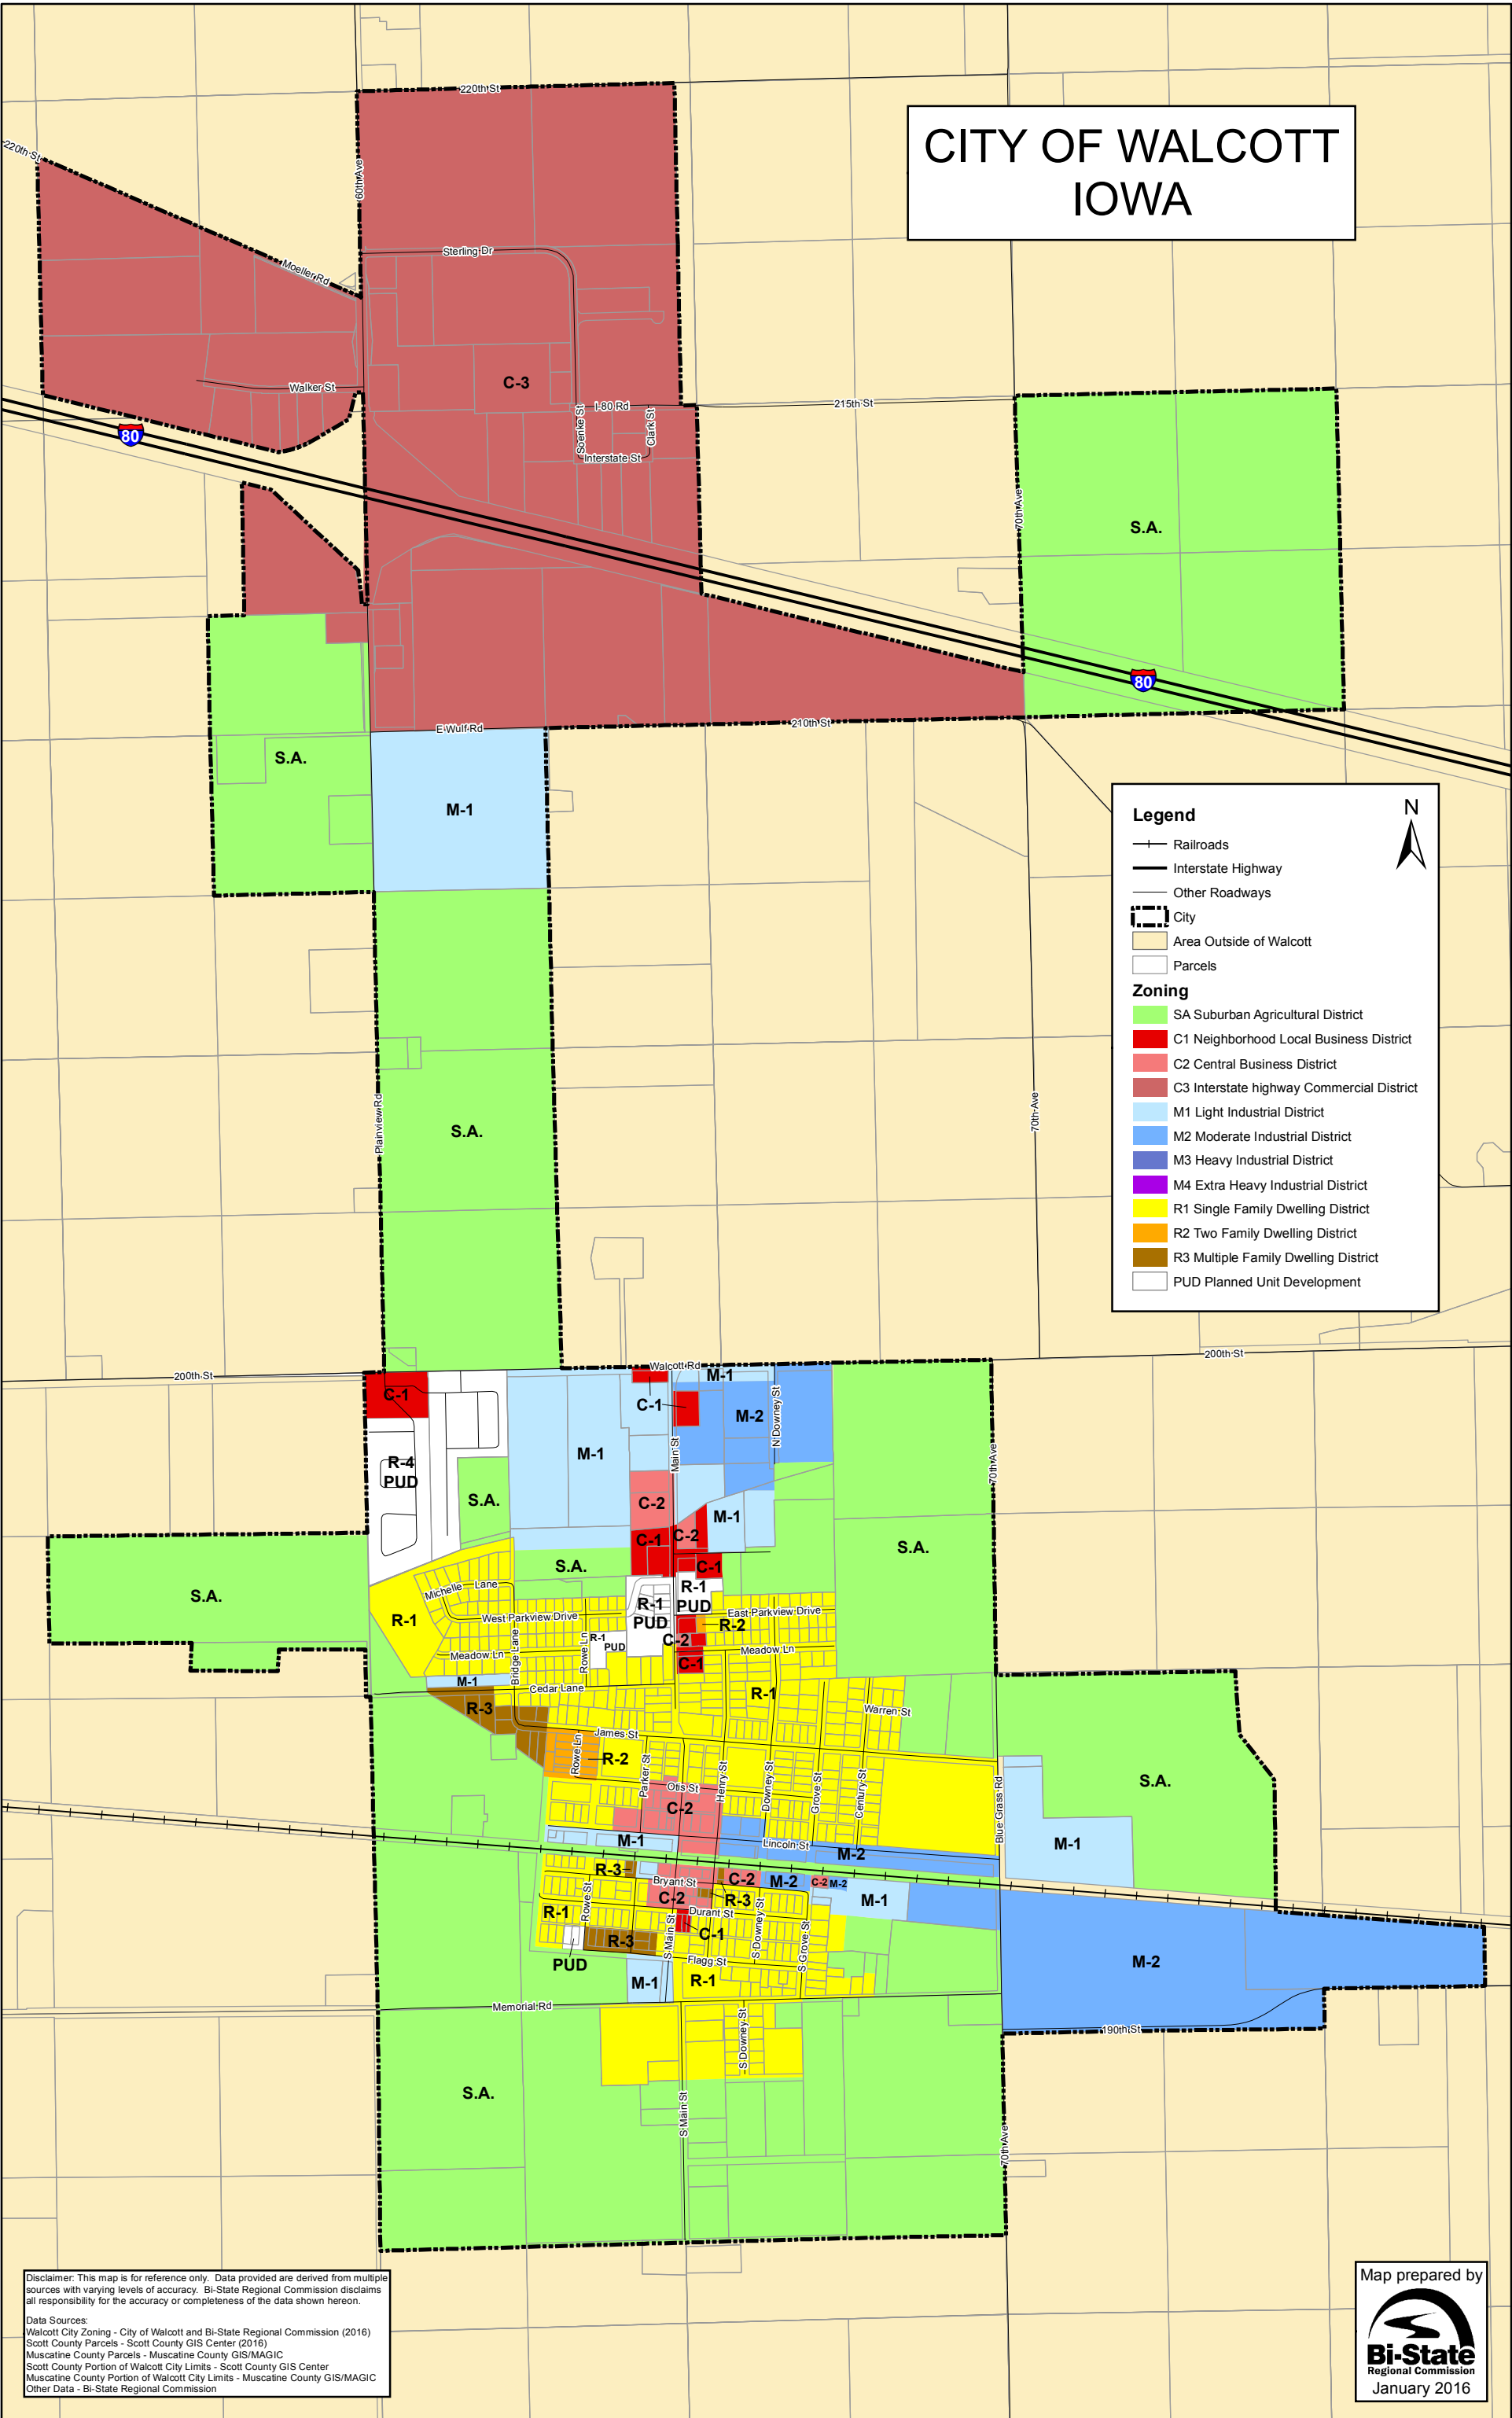 220th St
CITY OF WALCOTT
IOWA
220th St
60th Ave
Sterling Dr
Moeller Rd
C-3
Walker St
I-80 Rd
215th St
Soenke St
Clark St
80
Interstate St
70th Ave
S.A.
80
210th St
E Wulf Rd
S.A.
M-1
Legend
N
Railroads
Interstate Highway
Other Roadways
City
Area Outside of Walcott
Parcels
Zoning
SA Suburban Agricultural District
C1 Neighborhood Local Business District
C2 Central Business District
C3 Interstate highway Commercial District
M1 Light Industrial District
M2 Moderate Industrial District
M3 Heavy Industrial District
M4 Extra Heavy Industrial District
R1 Single Family Dwelling District
R2 Two Family Dwelling District
R3 Multiple Family Dwelling District
PUD Planned Unit Development
Plainview Rd
70th Ave
S.A.
200th St
Walcott Rd
200th St
M-1
C-1
C-1
M-2
N Downey St
Main St
M-1
70th Ave
R-4
PUD
S.A.
C-2
M-1
C-1
C-2
S.A.
S.A.
C-1
S.A.
Michelle Lane
R-1
PUD
R-1
PUD
R-1
West Parkview Drive
East Parkview Drive
R-2
R-1
PUD
C-2
Bridge Lane
Rowe Ln
Meadow Ln
Meadow Ln
C-1
M-1
Cedar Lane
R-1
R-3
Warren St
James St
Rowe Ln
R-2
Parker St
Otis St
Henry St
Downey St
Grove St
Century St
Blue Grass Rd
S.A.
C-2
M-1
Lincoln St
M-1
M-2
R-3
Bryant St
C-2
M-2
C-2
M-2
C-2
R-3
M-1
Rowe St
R-1
Durant St
C-1
S Main St
S Downey St
S Grove St
R-3
PUD
Flagg St
M-2
M-1
R-1
Memorial Rd
190th St
S Downey St
S.A.
S Main St
70th Ave
Disclaimer: This map is for reference only. Data provided are derived from multiple
sources with varying levels of accuracy. Bi-State Regional Commission disclaims
all responsibility for the accuracy or completeness of the data shown hereon.
Data Sources:
Walcott City Zoning - City of Walcott and Bi-State Regional Commission (2016)
Scott County Parcels - Scott County GIS Center (2016)
Muscatine County Parcels - Muscatine County GIS/MAGIC
Scott County Portion of Walcott City Limits - Scott County GIS Center
Muscatine County Portion of Walcott City Limits - Muscatine County GIS/MAGIC
Other Data - Bi-State Regional Commission
Map prepared by
Bi-State
Regional Commission
January 2016